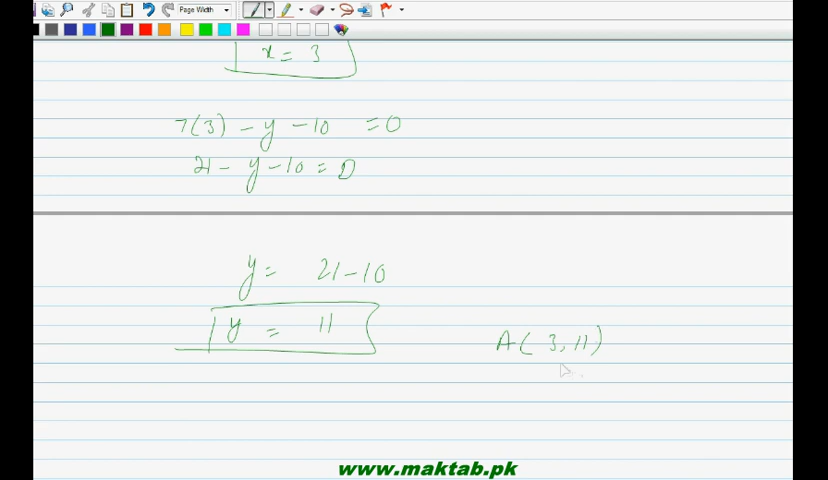 Page Width
x = 3
7(3) - y - 10 = 0
21 - y - 10 = 0
y = 21 - 10
y = 11
A( 3, 11)
www.maktab.pk